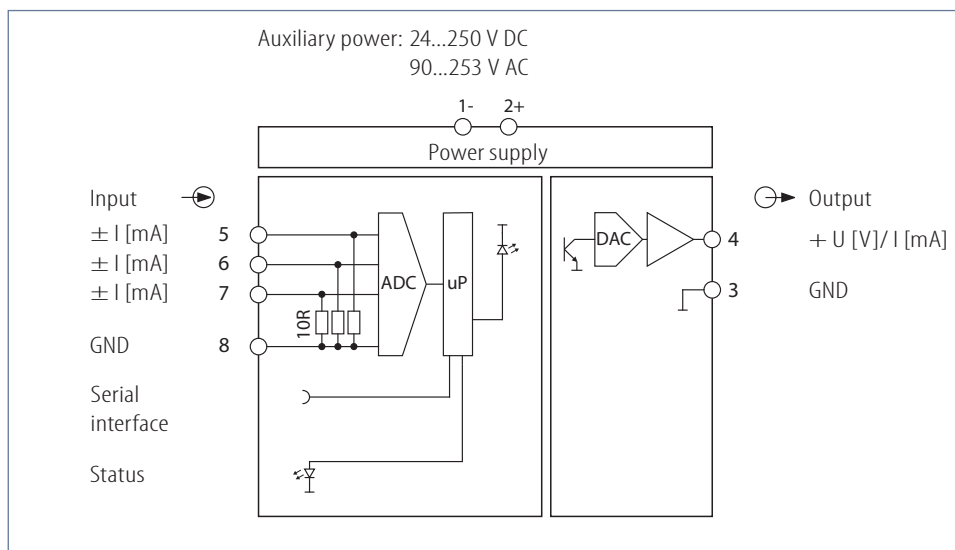 Auxiliary power: 24...250 V DC
90...253 V AC
1- 2+
Power supply
Input
Output
± I [mA] 5
± I [mA] 6
± I [mA] 7
GND 8
10R
ADC
uP
DAC
4 + U [V]/ I [mA]
3 GND
Serial
interface
Status